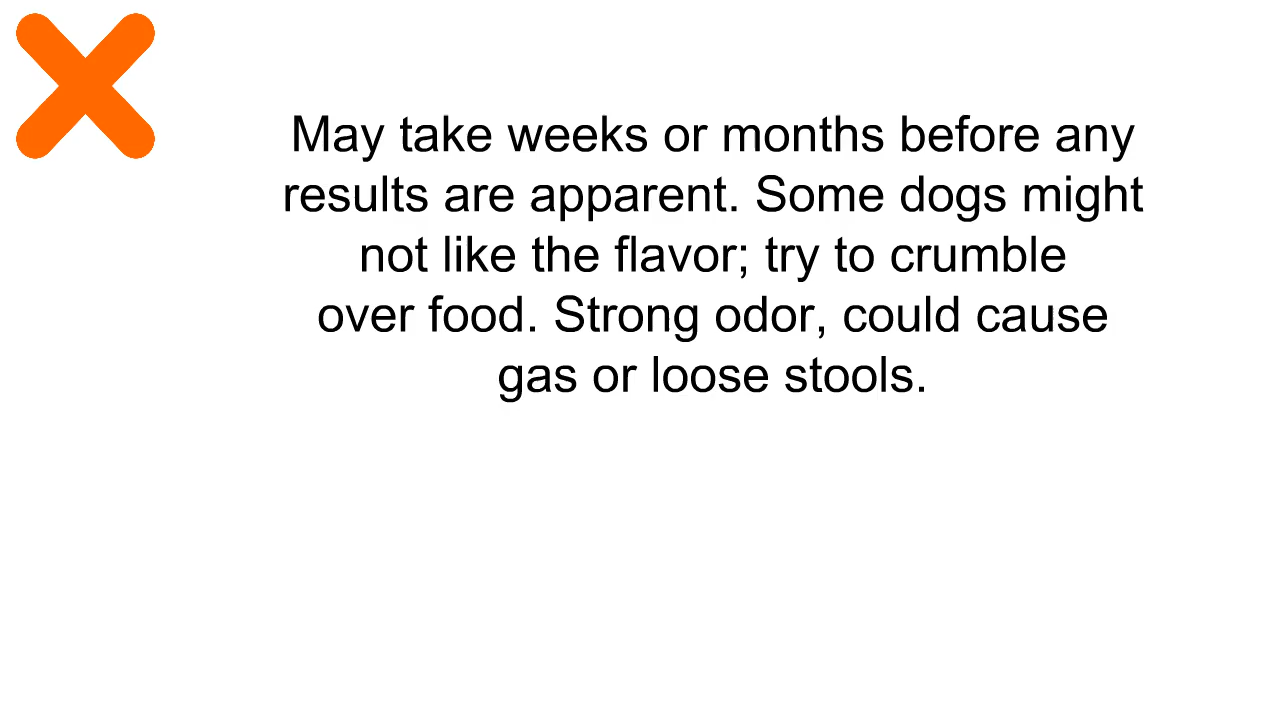 May take weeks or months before any
results are apparent. Some dogs might
not like the flavor; try to crumble
over food. Strong odor, could cause
gas or loose stools.